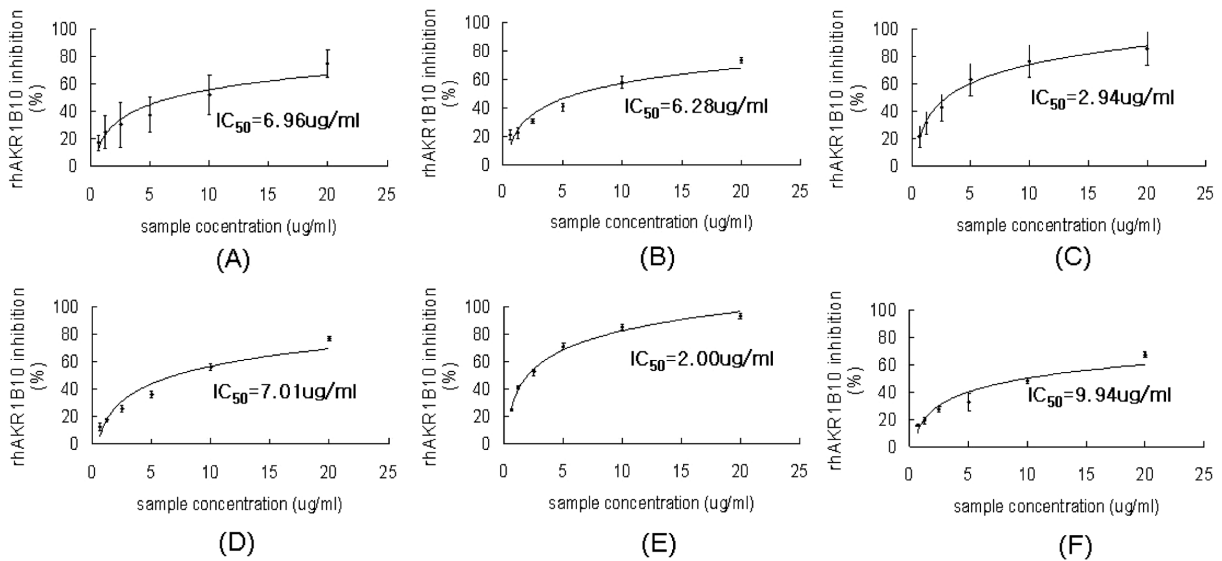 rhAKR1B10 inhibition
(%)
100
80
60
40
20
0
IC50=6.96ug/ml
0 5 10 15 20 25
sample cocentration (ug/ml)
(A)
rhAKR1B10 inhibition
(%)
100
80
60
40
20
0
IC50=6.28ug/ml
0 5 10 15 20 25
sample concentration (ug/ml)
(B)
rhAKR1B10 inhibition
(%)
100
80
60
40
20
0
IC50=2.94ug/ml
0 5 10 15 20 25
sample concentration (ug/ml)
(C)
rhAKR1B10 inhibition
(%)
100
80
60
40
20
0
IC50=7.01ug/ml
0 5 10 15 20 25
sample concentration (ug/ml)
(D)
rhAKR1B10 inhibition
(%)
100
80
60
40
20
0
IC50=2.00ug/ml
0 5 10 15 20 25
sample concentration (ug/ml)
(E)
rhAKR1B10 inhibition
(%)
100
80
60
40
20
0
IC50=9.94ug/ml
0 5 10 15 20 25
sample concentration (ug/ml)
(F)